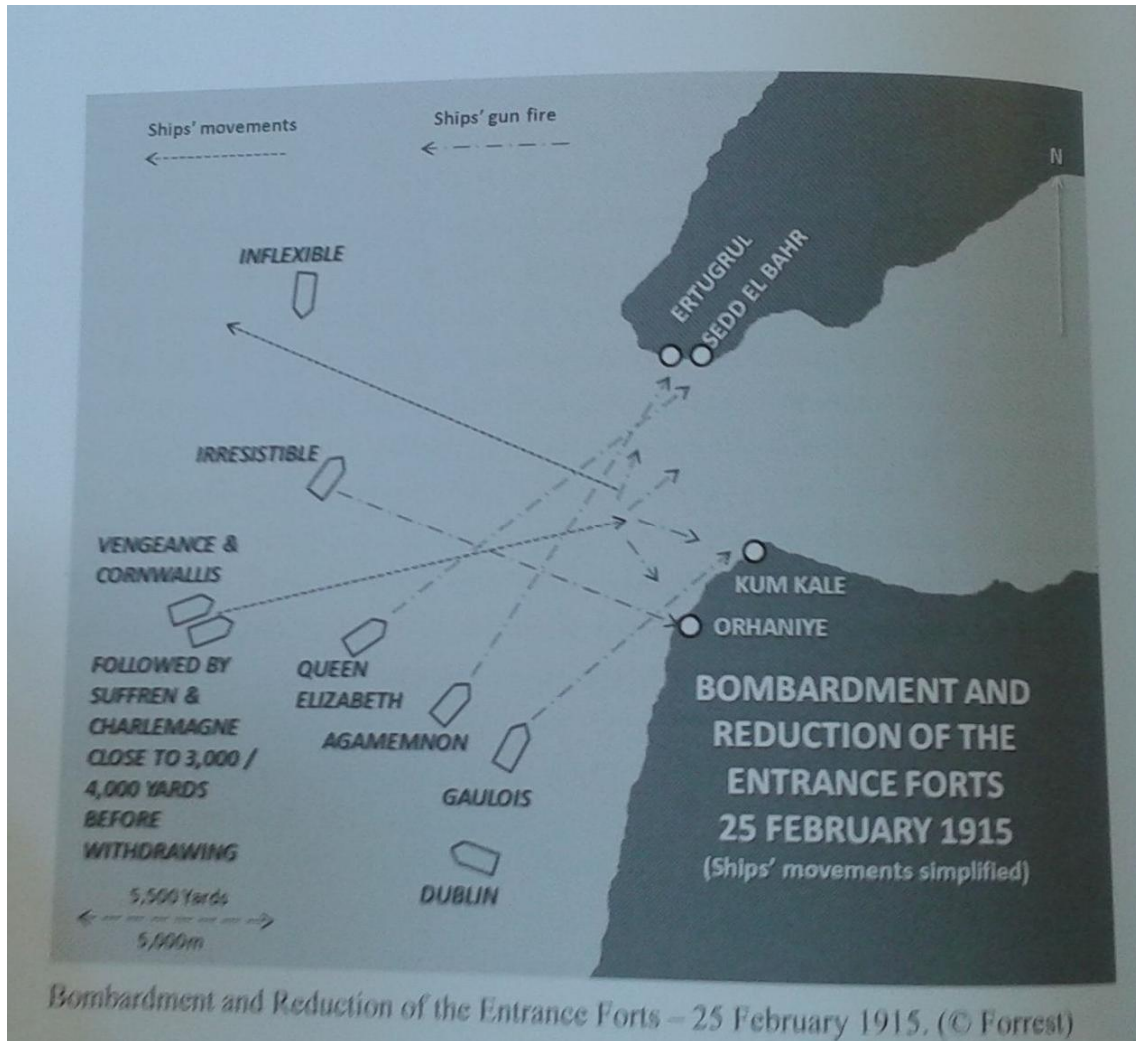 Ships' movements
Ships' gun fire
N
INFLEXIBLE
ERTUGRUL
SEDD EL BAHR
IRRESISTIBLE
VENGEANCE &
CORNWALLIS
KUM KALE
ORHANIYE
FOLLOWED BY
SUFFREN &
CHARLEMAGNE
CLOSE TO 3,000 /
4,000 YARDS
BEFORE
WITHDRAWING
QUEEN
ELIZABETH
AGAMEMNON
GAULOIS
DUBLIN
BOMBARDMENT AND
REDUCTION OF THE
ENTRANCE FORTS
25 FEBRUARY 1915
(Ships' movements simplified)
5,500 Yards
5,000m
Bombardment and Reduction of the Entrance Forts – 25 February 1915. (© Forrest)